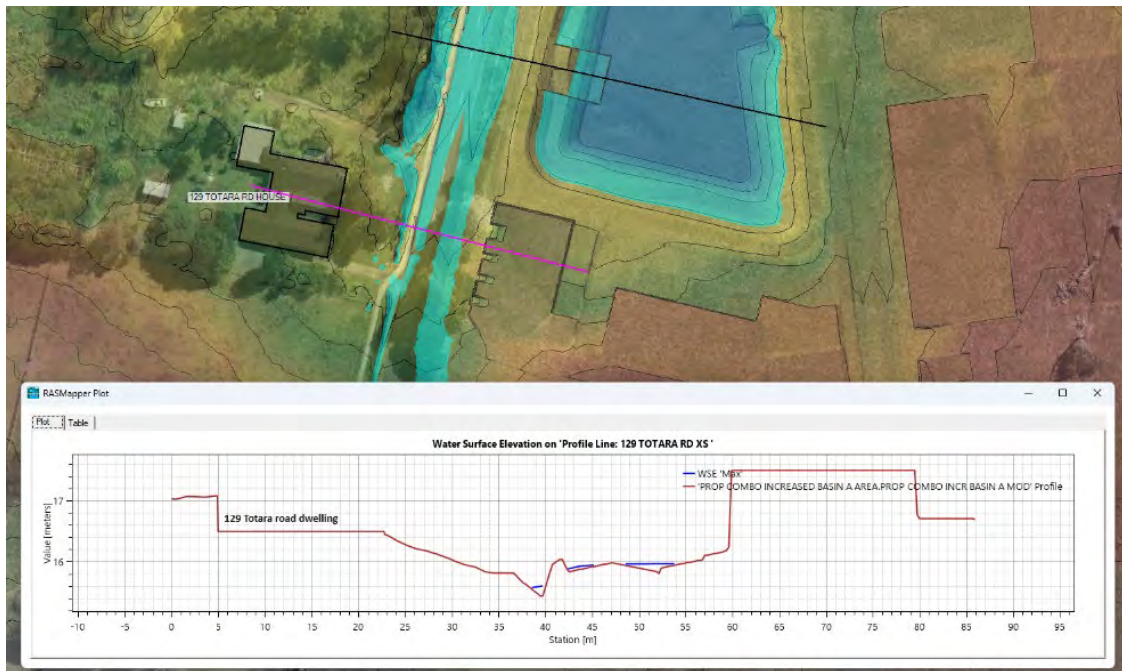 129 TOTARA RD HOUSE
RASMapper Plot
Plot Table
Water Surface Elevation on 'Profile Line: 129 TOTARA RD XS '
WSE 'Max'
'PROP COMBO INCREASED BASIN A AREA.PROP COMBO INCR BASIN A MOD' Profile
129 Totara road dwelling
Value [meters]
17
16
-10 -5 0 5 10 15 20 25 30 35 40 45 50 55 60 65 70 75 80 85 90 95
Station [m]